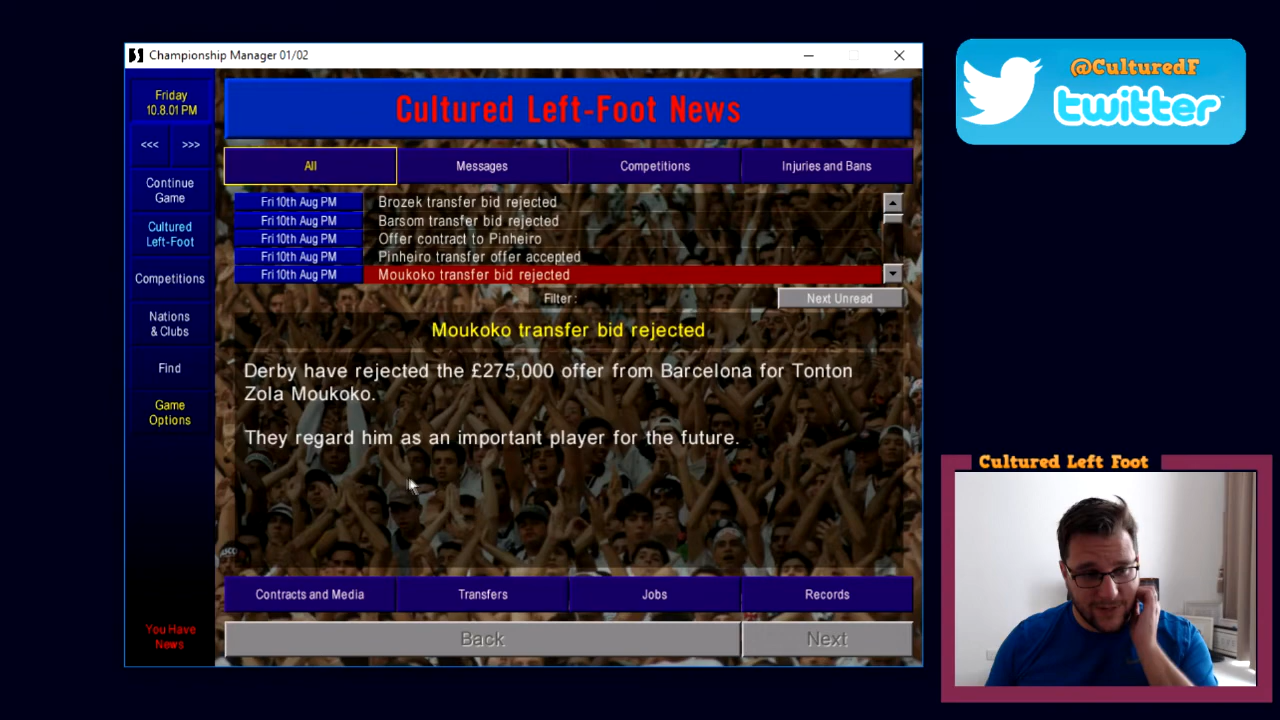 Championship Manager 01/02
@CulturedF
twitter
Friday
10.8.01 PM
<<<
>>>
Continue
Game
Cultured
Left-Foot
Competitions
Nations
& Clubs
Find
Game
Options
You Have
News
Cultured Left-Foot News
All
Messages
Competitions
Injuries and Bans
Fri 10th Aug PM Brozek transfer bid rejected
Fri 10th Aug PM Barsom transfer bid rejected
Fri 10th Aug PM Offer contract to Pinheiro
Fri 10th Aug PM Pinheiro transfer offer accepted
Fri 10th Aug PM Moukoko transfer bid rejected
Filter :
Next Unread
Moukoko transfer bid rejected
Derby have rejected the £275,000 offer from Barcelona for Tonton
Zola Moukoko.
They regard him as an important player for the future.
Contracts and Media
Transfers
Jobs
Records
Back
Next
Cultured Left Foot